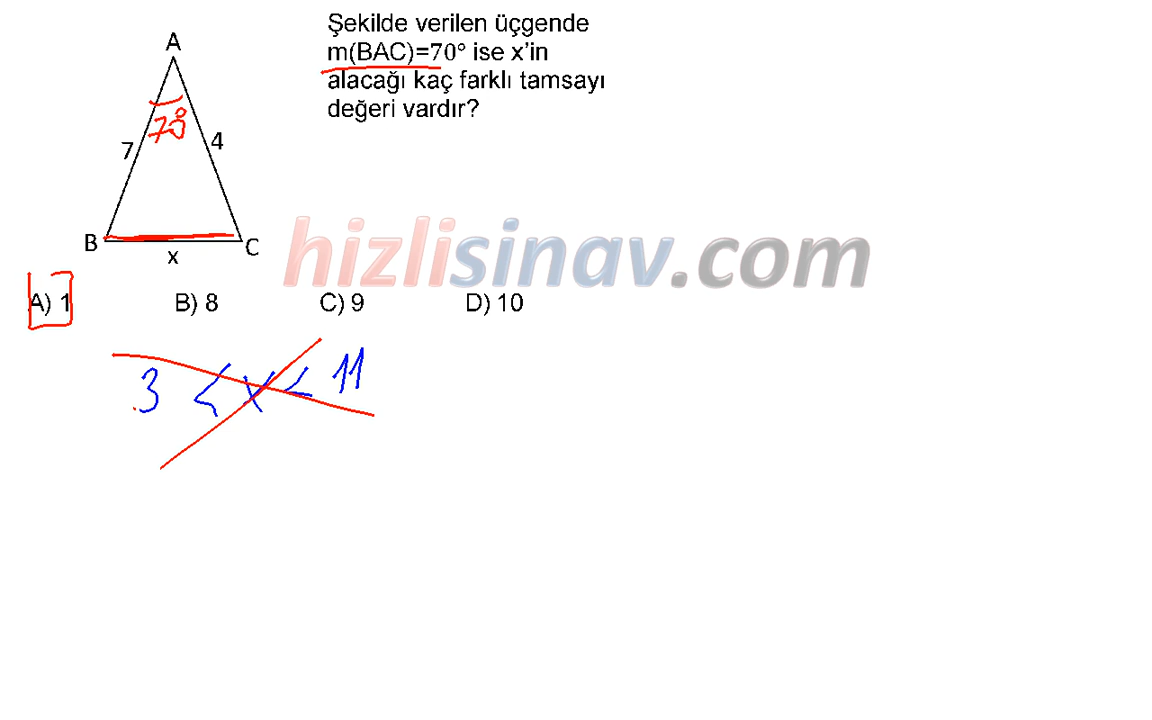 Şekilde verilen üçgende
m(BAC)=70° ise x'in
alacağı kaç farklı tamsayı
değeri vardır?
A
70°
7
4
B
C
x
hizlisinav.com
A) 1 B) 8 C) 9 D) 10
3 < x < 11